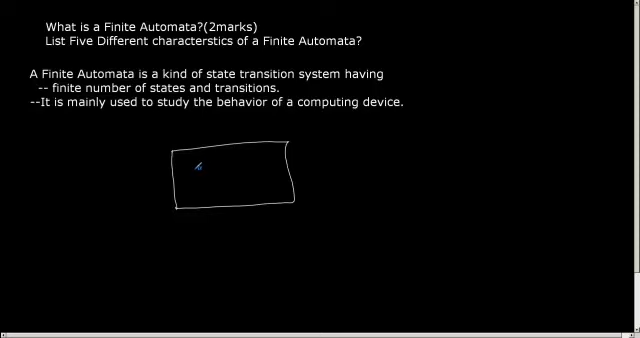 What is a Finite Automata?(2marks)
List Five Different characterstics of a Finite Automata?
A Finite Automata is a kind of state transition system having
-- finite number of states and transitions.
--It is mainly used to study the behavior of a computing device.